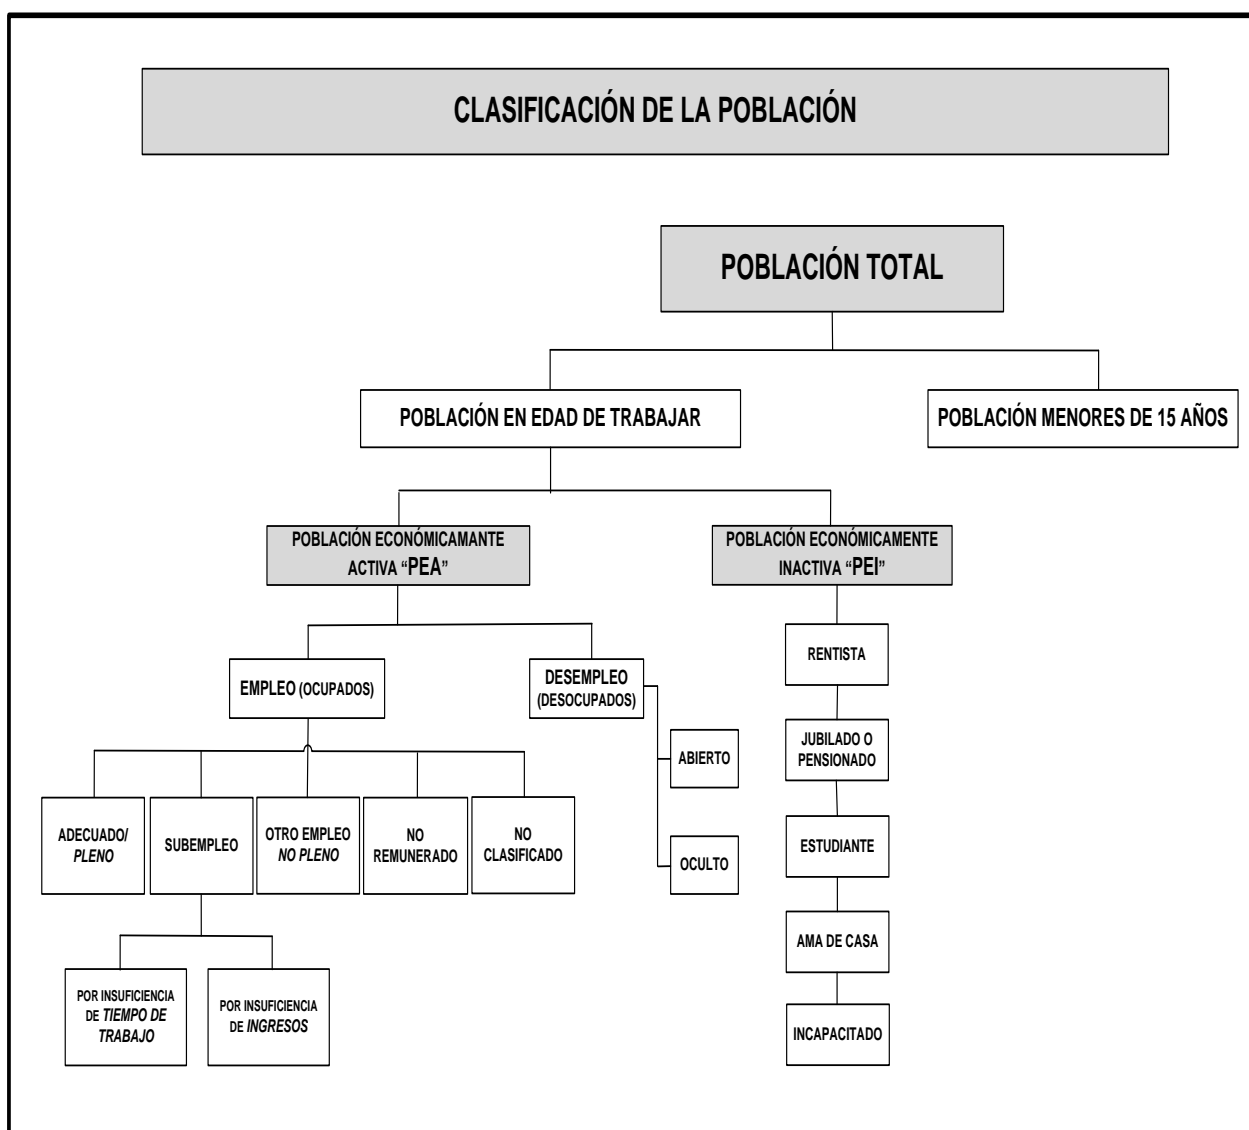 CLASIFICACIÓN DE LA POBLACIÓN
POBLACIÓN TOTAL
POBLACIÓN EN EDAD DE TRABAJAR
POBLACIÓN MENORES DE 15 AÑOS
POBLACIÓN ECONÓMICAMANTE
ACTIVA “PEA”
POBLACIÓN ECONÓMICAMENTE
INACTIVA “PEI”
EMPLEO (OCUPADOS)
DESEMPLEO
(DESOCUPADOS)
RENTISTA
ABIERTO
JUBILADO O
PENSIONADO
ADECUADO/
PLENO
SUBEMPLEO
OTRO EMPLEO
NO PLENO
NO
REMUNERADO
NO
CLASIFICADO
OCULTO
ESTUDIANTE
AMA DE CASA
POR INSUFICIENCIA
DE TIEMPO DE
TRABAJO
POR INSUFICIENCIA
DE INGRESOS
INCAPACITADO